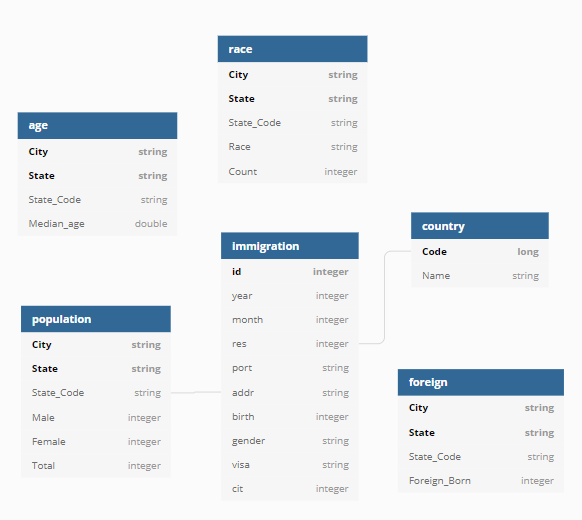 race
City string
State string
State_Code string
Race string
Count integer
age
City string
State string
State_Code string
Median_age double
country
Code long
Name string
immigration
id integer
year integer
month integer
res integer
port string
addr string
birth integer
gender string
visa string
cit integer
population
City string
State string
State_Code string
Male integer
Female integer
Total integer
foreign
City string
State string
State_Code string
Foreign_Born integer